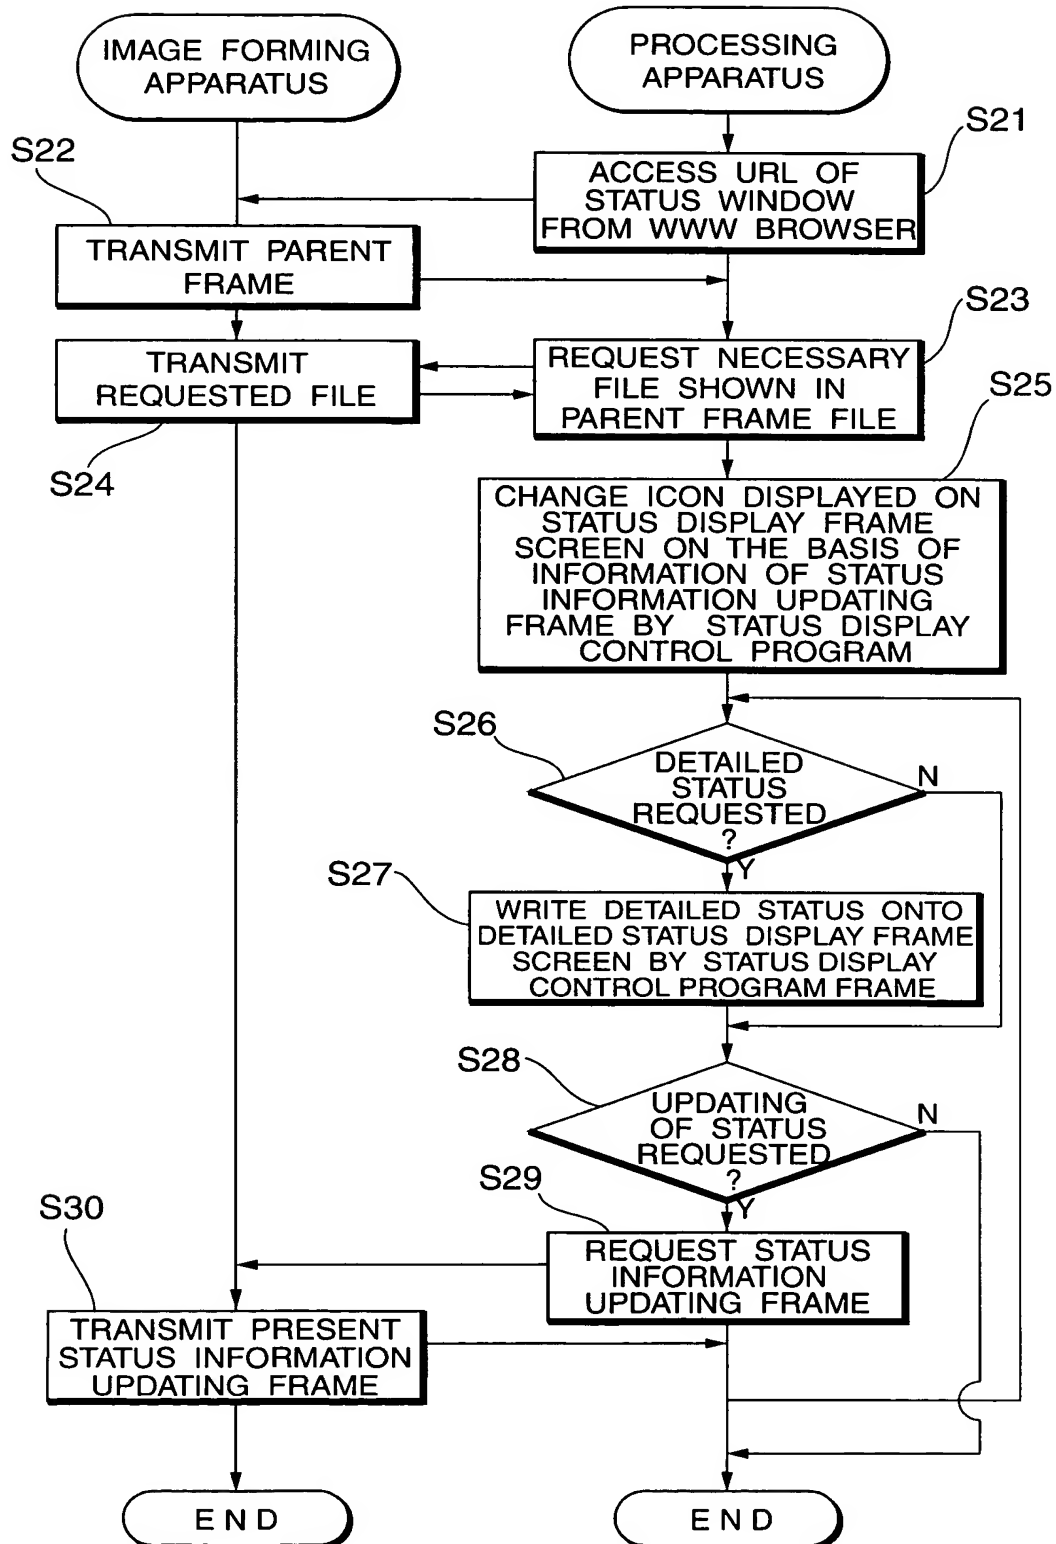 IMAGE FORMING
APPARATUS
PROCESSING
APPARATUS
S21
S22
ACCESS URL OF
STATUS WINDOW
FROM WWW BROWSER
TRANSMIT PARENT
FRAME
S23
TRANSMIT
REQUESTED FILE
REQUEST NECESSARY
FILE SHOWN IN
PARENT FRAME FILE
S25
S24
CHANGE ICON DISPLAYED ON
STATUS DISPLAY FRAME
SCREEN ON THE BASIS OF
INFORMATION OF STATUS
INFORMATION UPDATING
FRAME BY STATUS DISPLAY
CONTROL PROGRAM
S26
DETAILED
STATUS
REQUESTED
?
N
Y
S27
WRITE DETAILED STATUS ONTO
DETAILED STATUS DISPLAY FRAME
SCREEN BY STATUS DISPLAY
CONTROL PROGRAM FRAME
S28
UPDATING
OF STATUS
REQUESTED
?
N
Y
S29
S30
REQUEST STATUS
INFORMATION
UPDATING FRAME
TRANSMIT PRESENT
STATUS INFORMATION
UPDATING FRAME
END
END